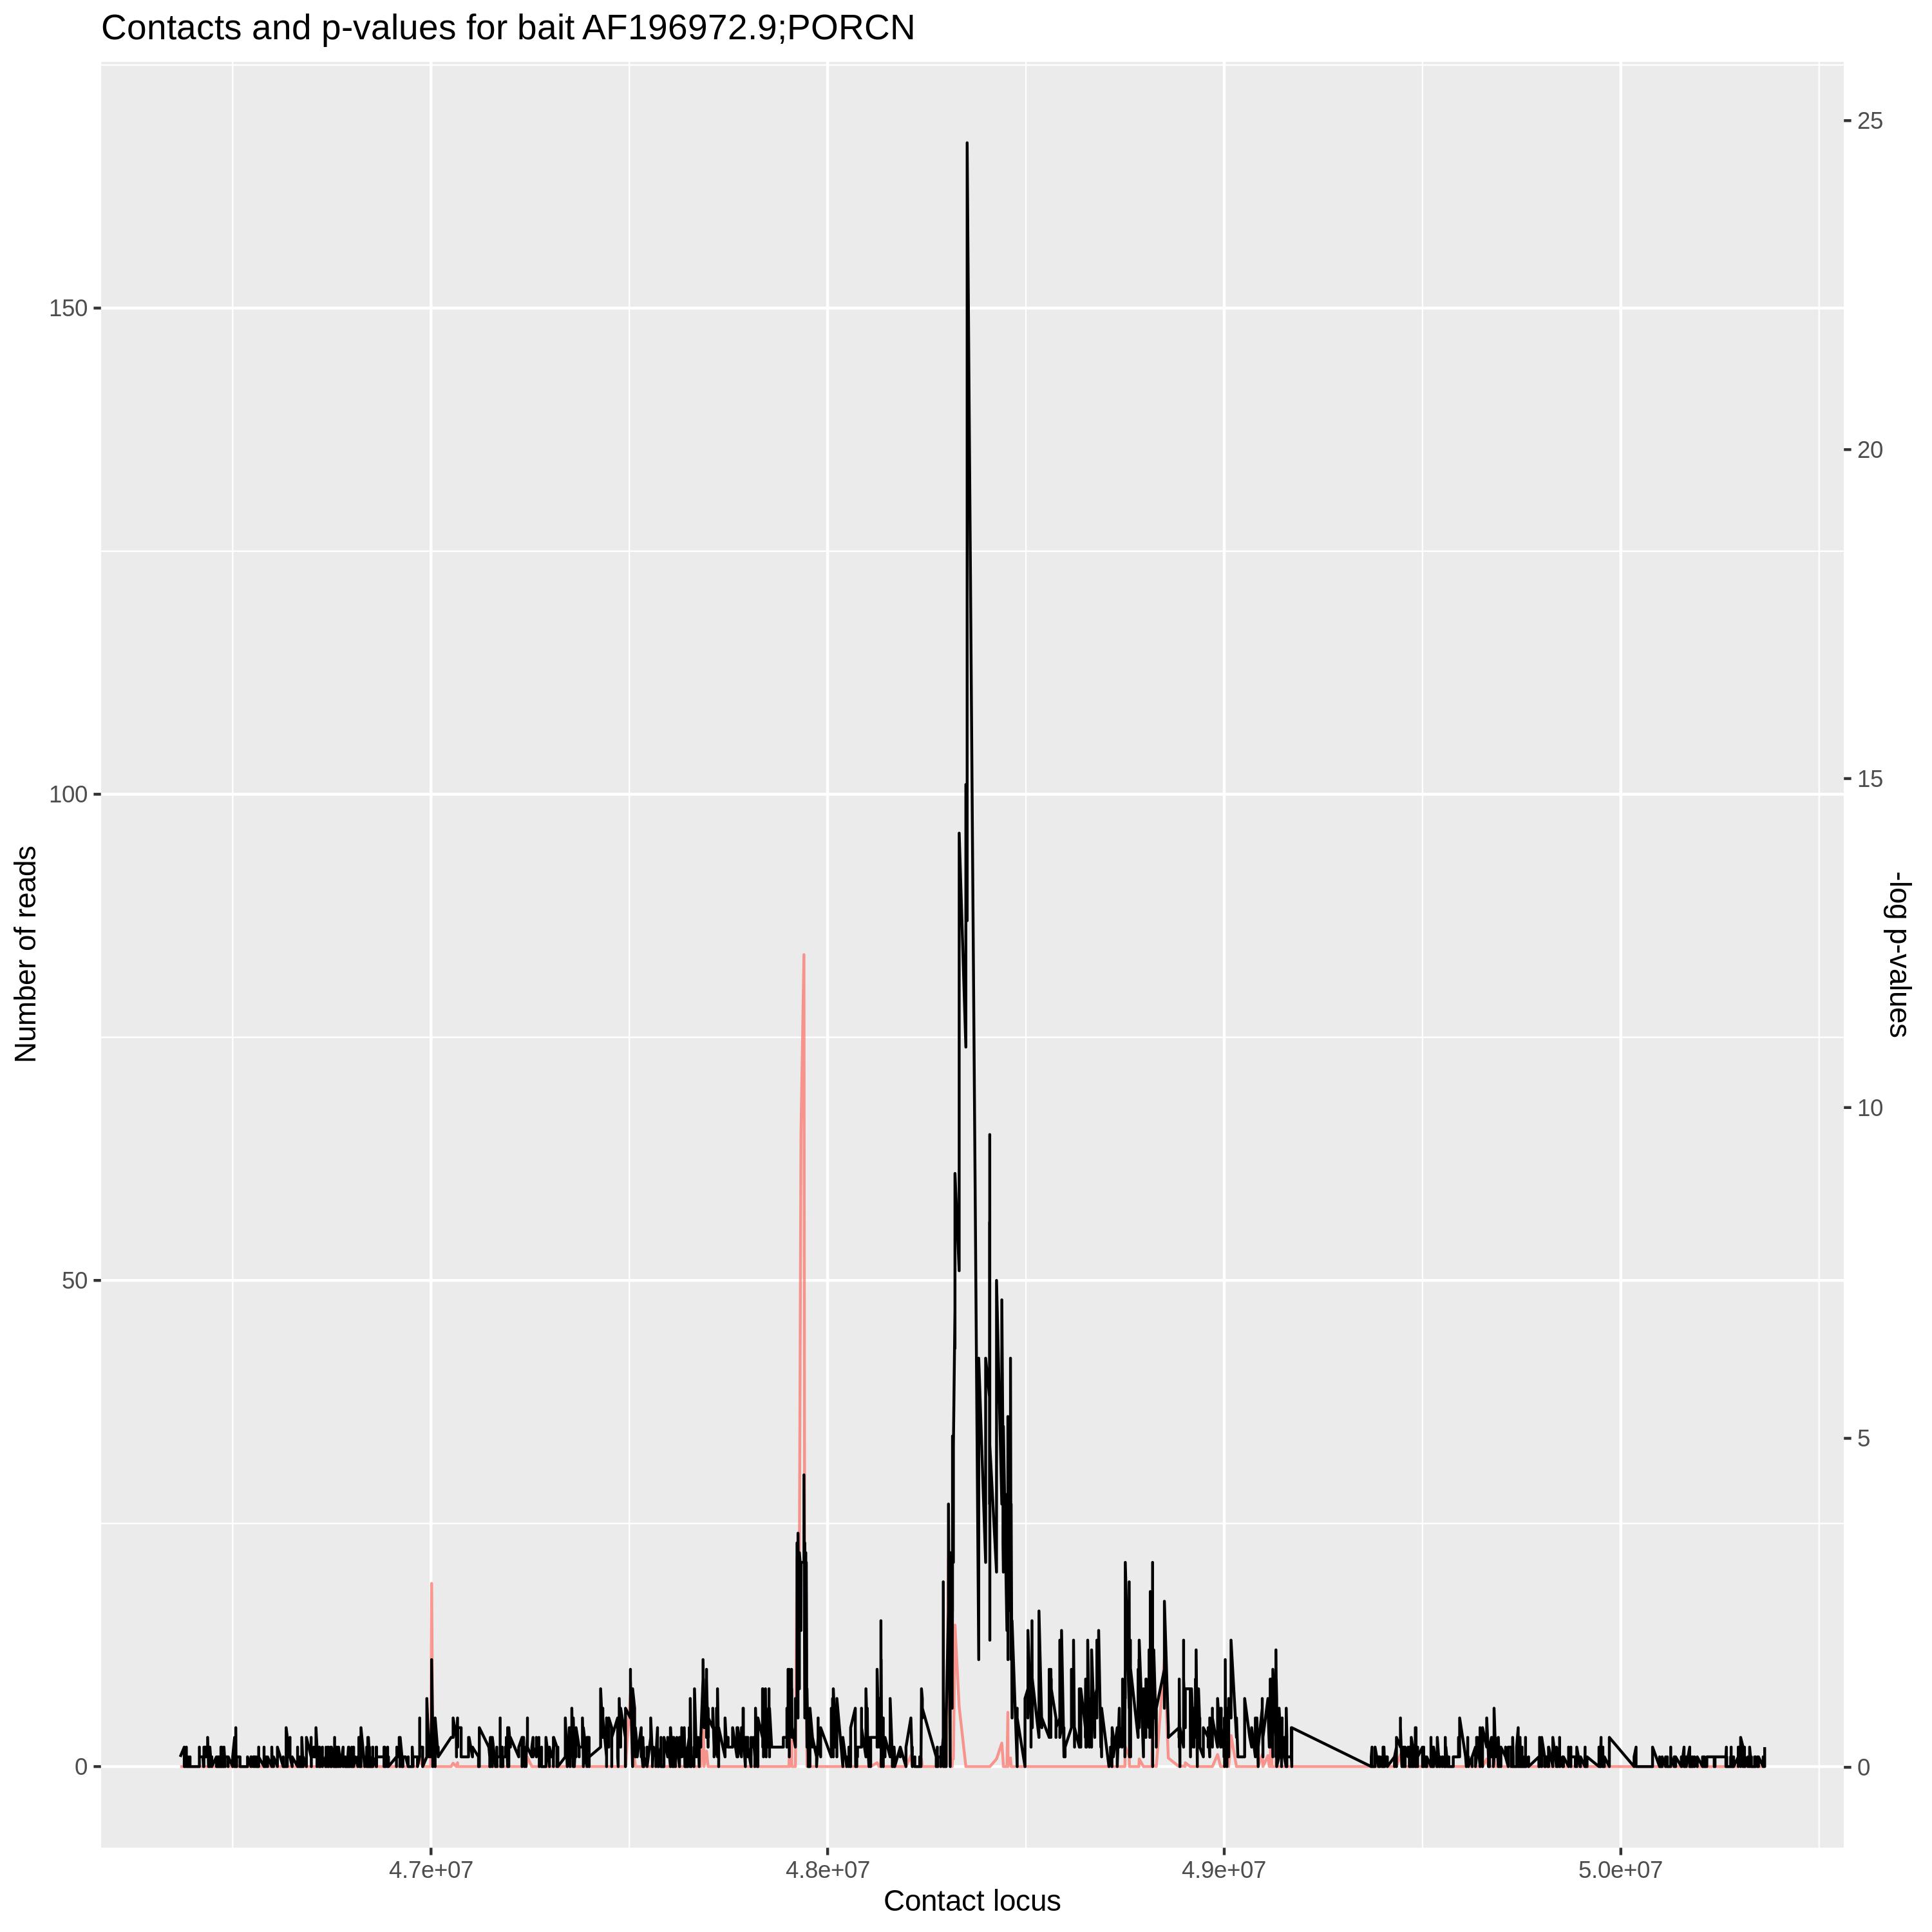 Contacts and p-values for bait AF196972.9;PORCN
Number of reads
150
100
50
0
25
20
15
10
5
0
-log p-values
4.7e+07
4.8e+07
4.9e+07
5.0e+07
Contact locus